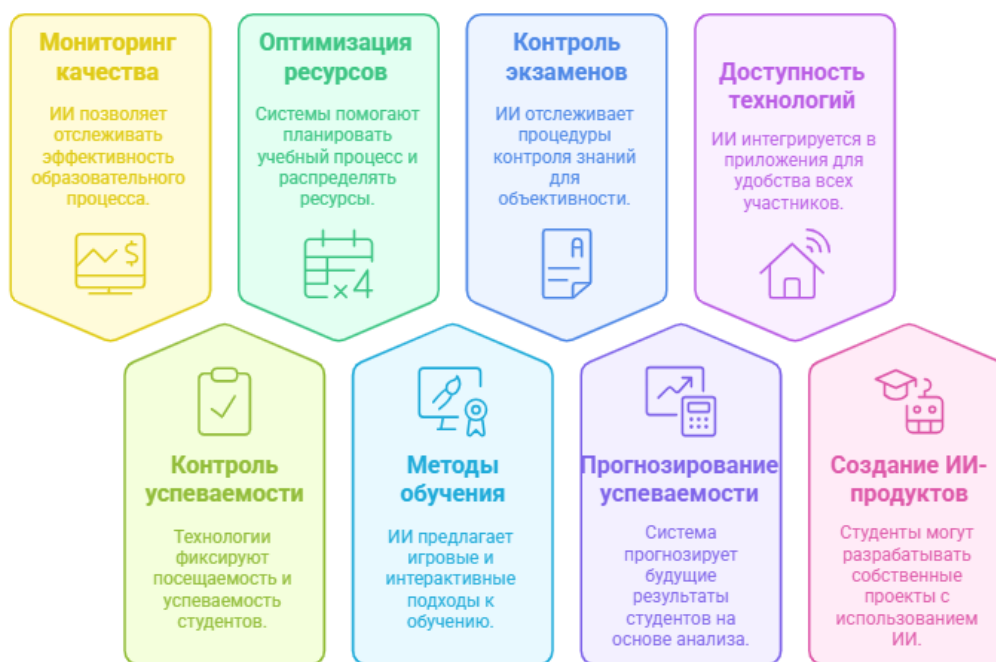 Мониторинг
качества
ИИ позволяет
отслеживать
эффективность
образовательного
процесса.
$
Оптимизация
ресурсов
Системы помогают
планировать
учебный процесс и
распределять
ресурсы.
×4
Контроль
экзаменов
ИИ отслеживает
процедуры
контроля знаний
для
объективности.
A
Доступность
технологий
ИИ интегрируется в
приложения для
удобства всех
участников.
Контроль
успеваемости
Технологии
фиксируют
посещаемость и
успеваемость
студентов.
Методы
обучения
ИИ предлагает
игровые и
интерактивные
подходы к
обучению.
Прогнозирование
успеваемости
Система
прогнозирует
будущие
результаты
студентов на
основе анализа.
Создание ИИ-
продуктов
Студенты могут
разрабатывать
собственные
проекты с
использованием
ИИ.